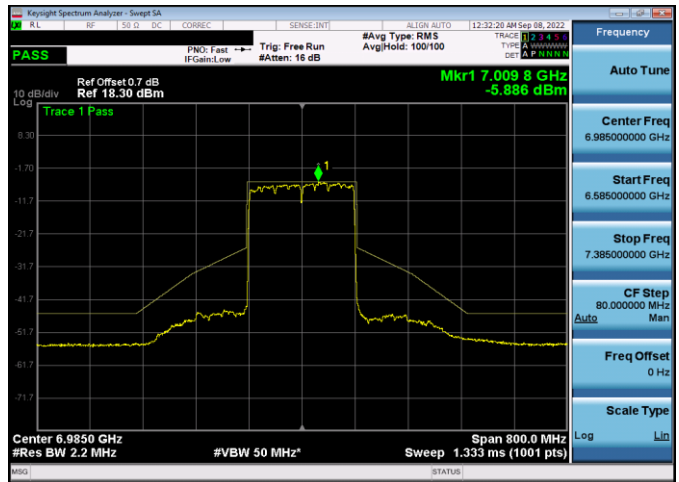 Keysight Spectrum Analyzer - Swept SA
RL RF 50 Ω DC CORREC SENSE:INT ALIGN AUTO 12:32:20 AM Sep 08, 2022
PASS
PNO: Fast
IFGain:Low
Trig: Free Run
#Atten: 16 dB
#Avg Type: RMS
Avg|Hold: 100/100
TRACE 1 2 3 4 5 6
TYPE A WWWWW
DET A P N N N N
Ref Offset 0.7 dB
10 dB/div Ref 18.30 dBm
Log
Mkr1 7.009 8 GHz
-5.886 dBm
Trace 1 Pass
1
8.30
-1.70
-11.7
-21.7
-31.7
-41.7
-51.7
-61.7
-71.7
Center 6.9850 GHz
#Res BW 2.2 MHz
#VBW 50 MHz*
Span 800.0 MHz
Sweep 1.333 ms (1001 pts)
MSG STATUS
Frequency
Auto Tune
Center Freq
6.985000000 GHz
Start Freq
6.585000000 GHz
Stop Freq
7.385000000 GHz
CF Step
80.000000 MHz
Auto Man
Freq Offset
0 Hz
Scale Type
Log Lin